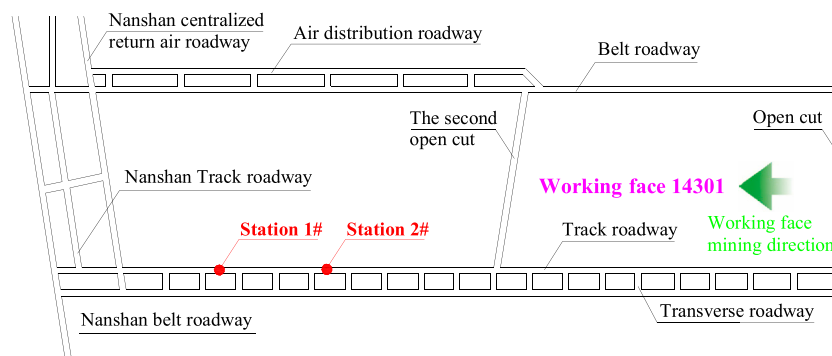 Nanshan centralized
return air roadway
Air distribution roadway
Belt roadway
The second
open cut
Open cut
Nanshan Track roadway
Working face 14301
Working face
mining direction
Station 1#
Station 2#
Track roadway
Nanshan belt roadway
Transverse roadway